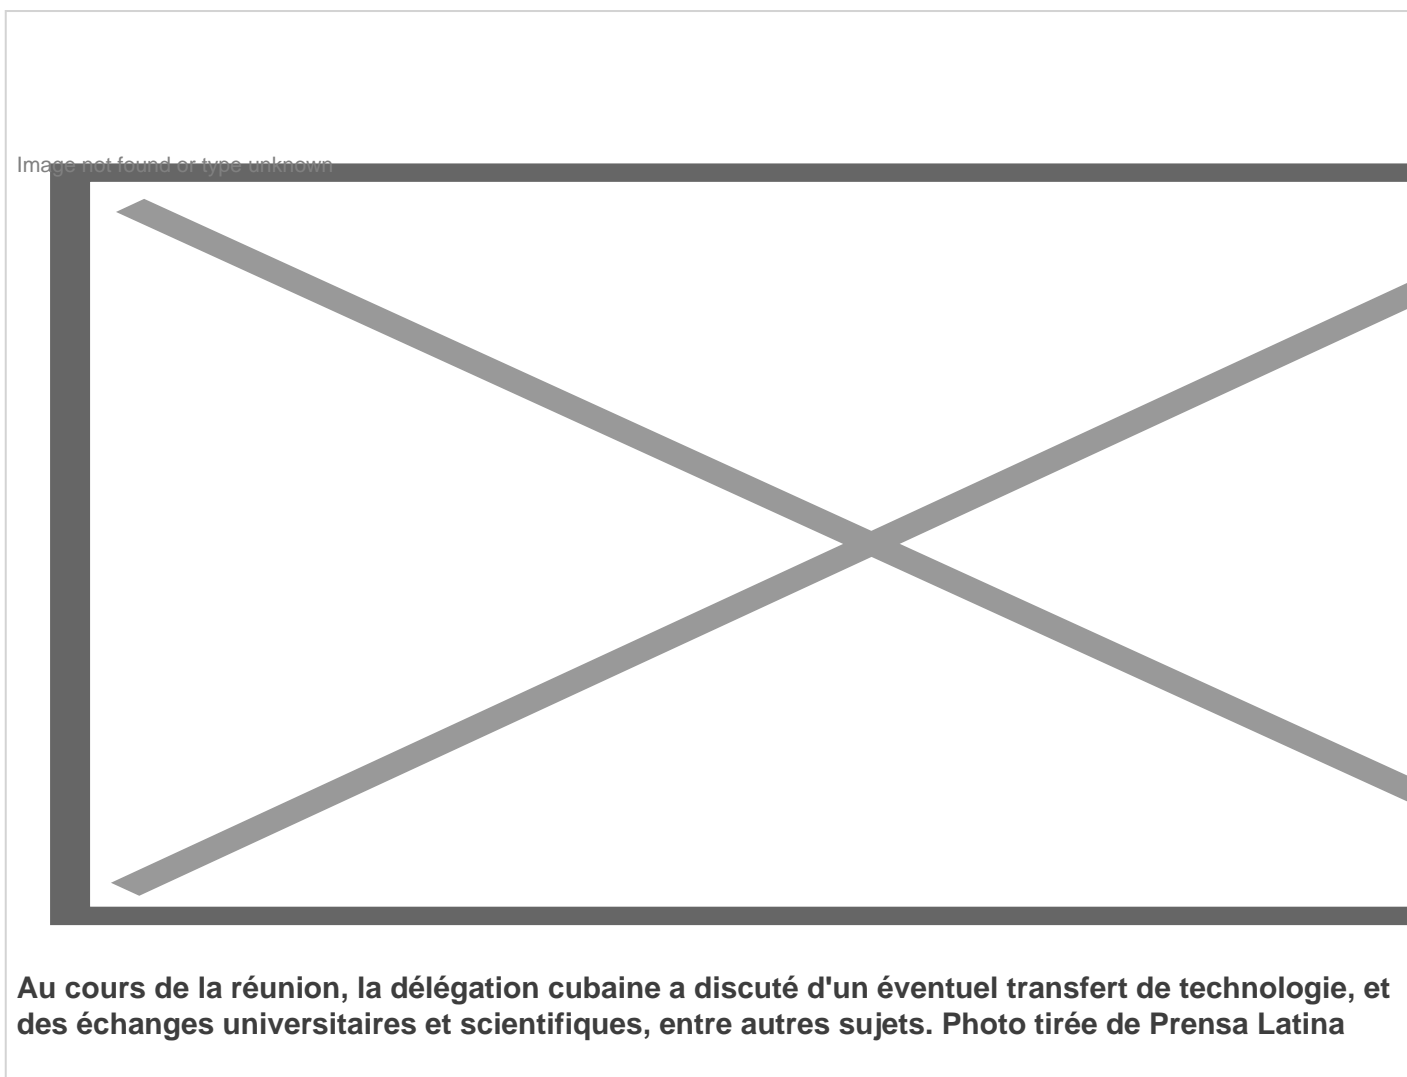 Image not found or type unknown
Au cours de la réunion, la délégation cubaine a discuté d'un éventuel transfert de technologie, et
des échanges universitaires et scientifiques, entre autres sujets. Photo tirée de Prensa Latina